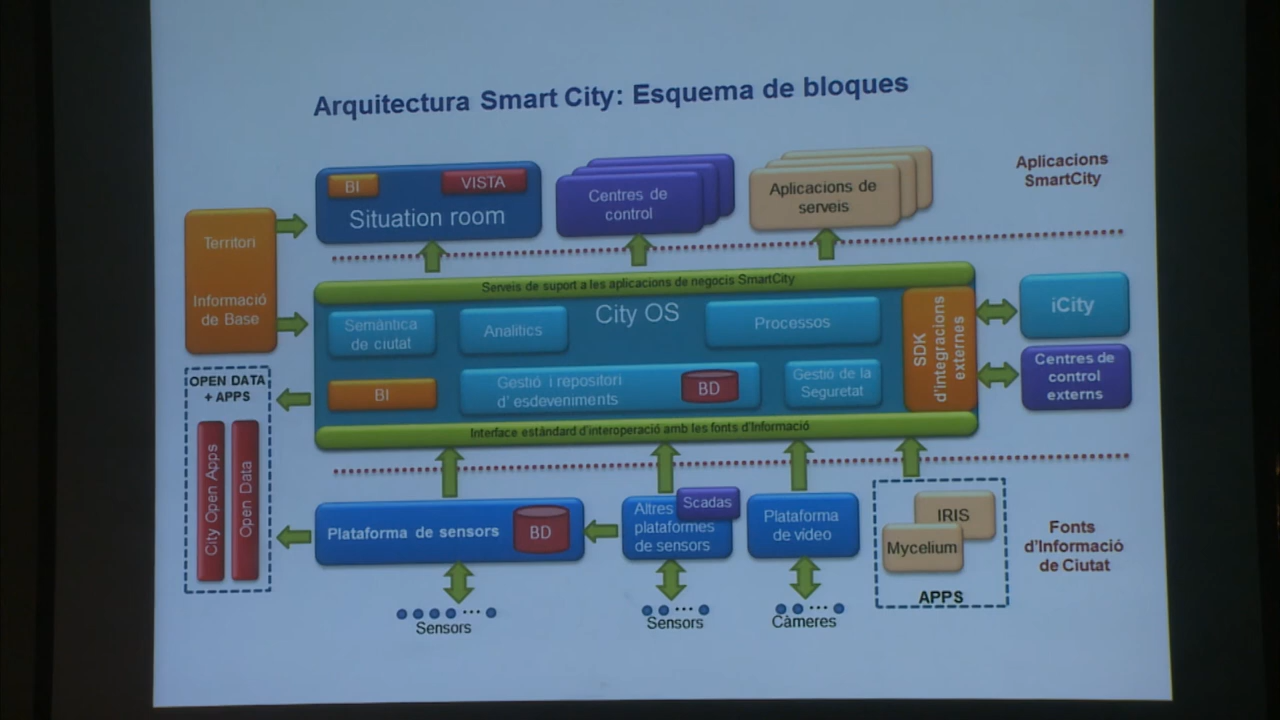 Arquitectura Smart City: Esquema de bloques
BI
VISTA
Situation room
Centres de
control
Aplicacions de
serveis
Aplicacions
SmartCity
Territori
Informació
de Base
Serveis de suport a les aplicacions de negocis SmartCity
City OS
Semàntica
de ciutat
Analítics
Processos
BI
Gestió i repositori
d' esdeveniments
BD
Gestió de la
Seguretat
SDK
d'integracions
externes
iCity
Centres de
control
externs
Interface estàndard d'interoperació amb les fonts d'Informació
OPEN DATA
+ APPS
City Open Apps
Open Data
Plataforma de sensors
BD
Altres
plataformes
de sensors
Scadas
Plataforma
de vídeo
IRIS
Mycelium
APPS
Fonts
d'Informació
de Ciutat
Sensors
Sensors
Càmeres